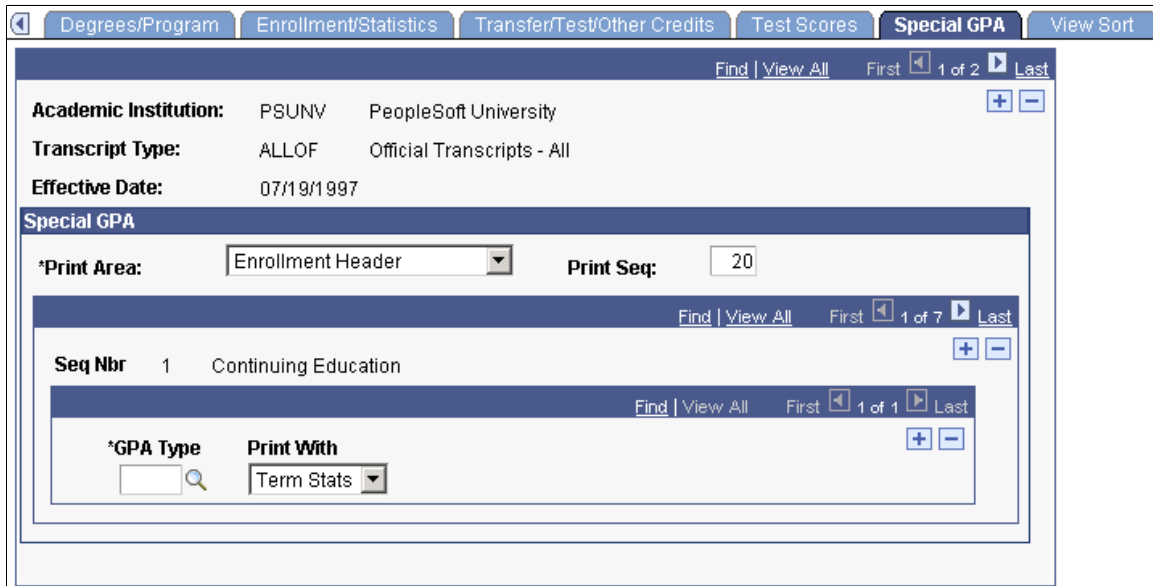 Degrees/Program Enrollment/Statistics Transfer/Test/Other Credits Test Scores Special GPA View Sort
Find | View All First 1 of 2 Last
Academic Institution: PSUNV PeopleSoft University
Transcript Type: ALLOF Official Transcripts - All
Effective Date: 07/19/1997
Special GPA
*Print Area: Enrollment Header Print Seq: 20
Find | View All First 1 of 7 Last
Seq Nbr 1 Continuing Education
Find | View All First 1 of 1 Last
*GPA Type Print With
Term Stats